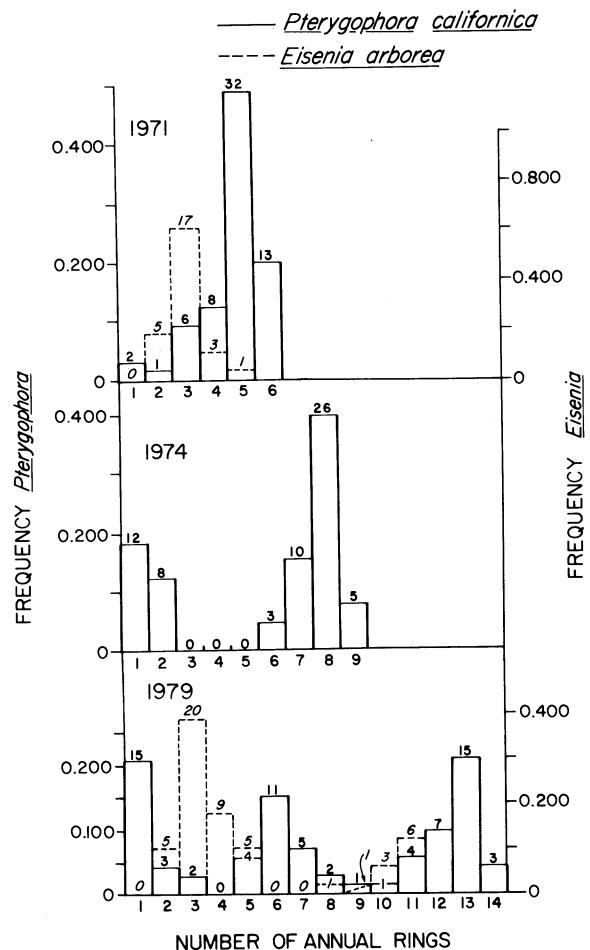 Pterygophora californica
Eisenia arborea
1971
0.400
0.200
0
0.800
0.400
0
2 0 5 1 17 6 8 3 32 1 13
1 2 3 4 5 6
1974
0.400
0.200
0
12 8 0 0 0 3 10 26 5
1 2 3 4 5 6 7 8 9
1979
0.200
0.100
0
0.400
0.200
0
15 0 5 3 20 2 9 0 5 4 11 0 5 0 2 1 1 1 3 1 6 4 7 15 3
1 2 3 4 5 6 7 8 9 10 11 12 13 14
FREQUENCY Pterygophora
FREQUENCY Eisenia
NUMBER OF ANNUAL RINGS